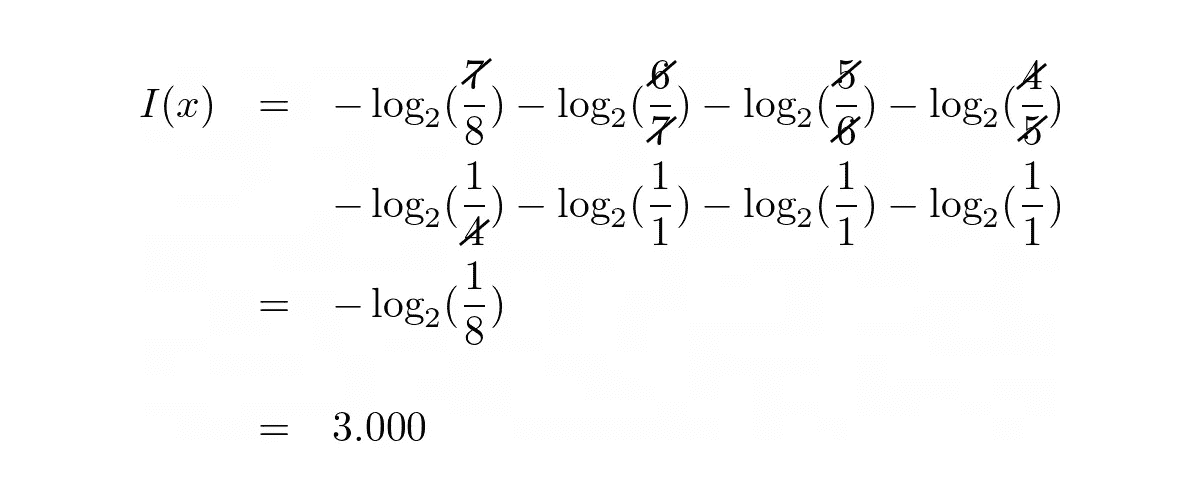 I(x) = − log₂(7/8) − log₂(6/7) − log₂(5/6) − log₂(4/5)
− log₂(1/4) − log₂(1/1) − log₂(1/1) − log₂(1/1)
= − log₂(1/8)
= 3.000